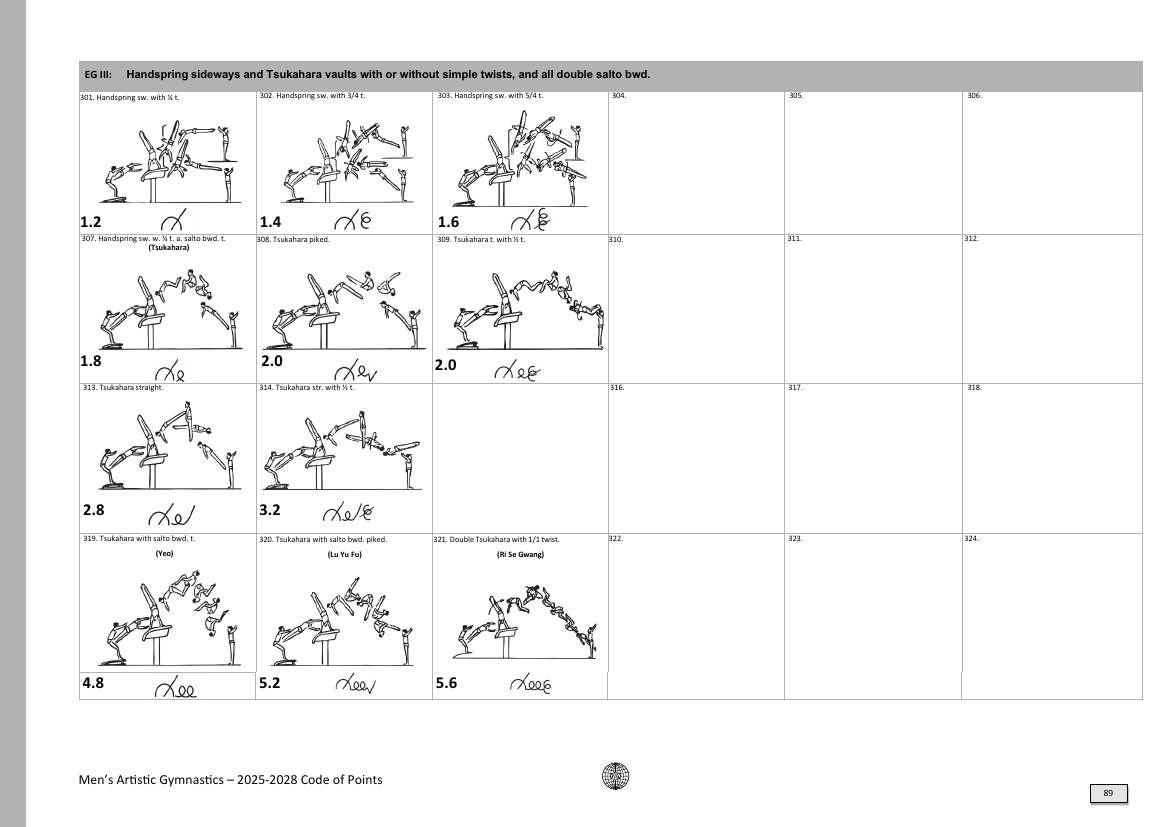 EG III: Handspring sideways and Tsukahara vaults with or without simple twists, and all double salto bwd.
301. Handspring sw. with ¼ t.
302. Handspring sw. with 3/4 t.
303. Handspring sw. with 5/4 t.
304.
305.
306.
1.2
1.4
1.6
307. Handspring sw. w. ¼ t. a. salto bwd. t.
(Tsukahara)
308. Tsukahara piked.
309. Tsukahara t. with ½ t.
310.
311.
312.
1.8
2.0
2.0
313. Tsukahara straight.
314. Tsukahara str. with ½ t.
316.
317.
318.
2.8
3.2
319. Tsukahara with salto bwd. t.
(Yeo)
320. Tsukahara with salto bwd. piked.
(Lu Yu Fu)
321. Double Tsukahara with 1/1 twist.
(Ri Se Gwang)
322.
323.
324.
4.8
5.2
5.6
Men's Artistic Gymnastics – 2025-2028 Code of Points
89